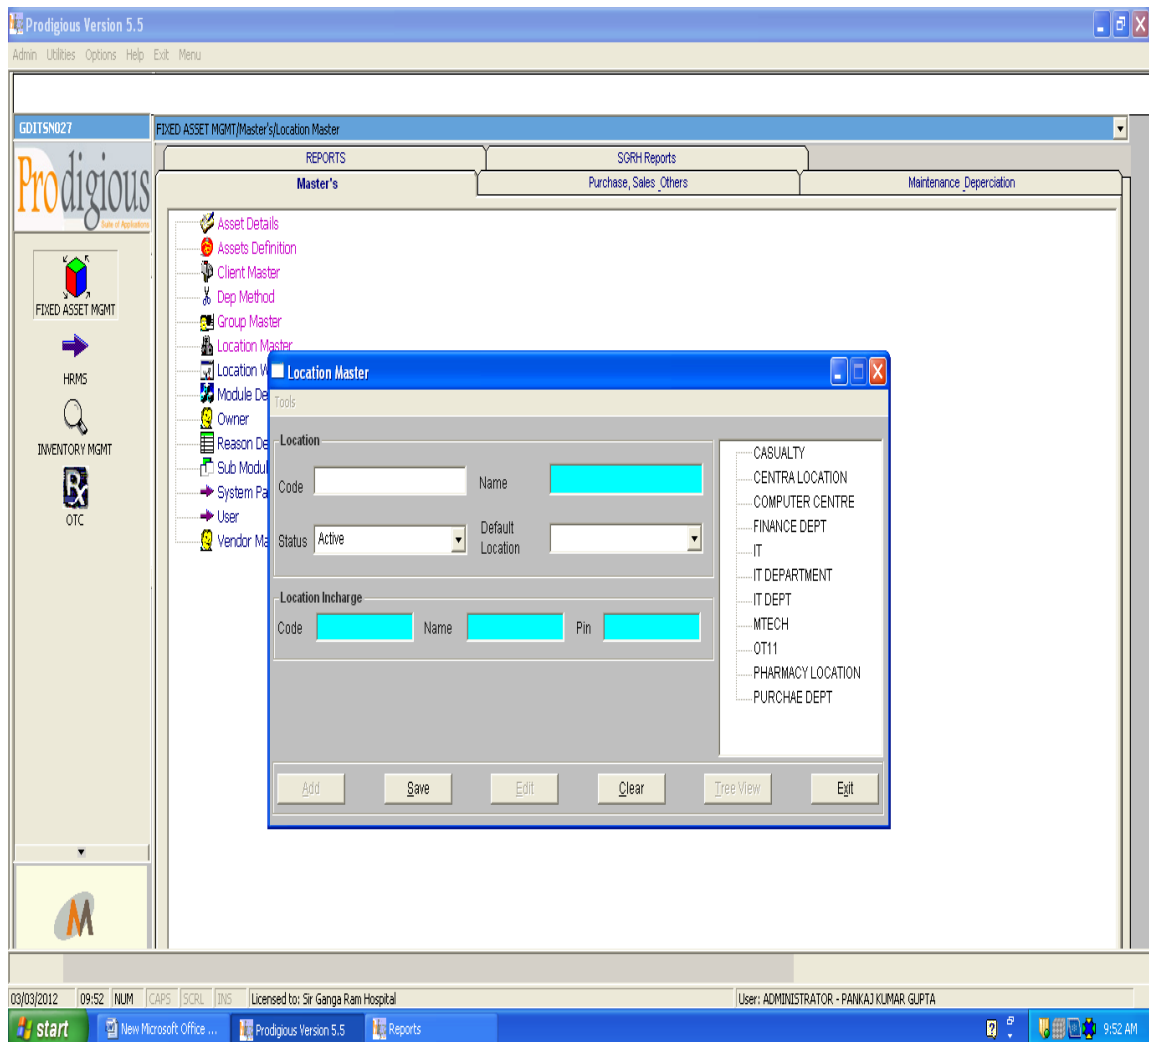 Prodigious Version 5.5
Admin Utilities Options Help Exit Menu
GDITSN027
FIXED ASSET MGMT/Master's/Location Master
Prodigious
Suite of Applications
REPORTS
SGRH Reports
Master's
Purchase, Sales _Others
Maintenance_Deperciation
FIXED ASSET MGMT
HRMS
INVENTORY MGMT
Rx
OTC
Asset Details
Assets Definition
Client Master
Dep Method
Group Master
Location Master
Location W
Module De
Owner
Reason De
Sub Modul
System Pa
User
Vendor Ma
Location Master
Tools
Location
Code
Name
Status Active
Default Location
Location Incharge
Code
Name
Pin
CASUALTY
CENTRA LOCATION
COMPUTER CENTRE
FINANCE DEPT
IT
IT DEPARTMENT
IT DEPT
MTECH
OT11
PHARMACY LOCATION
PURCHAE DEPT
Add
Save
Edit
Clear
Tree View
Exit
M
03/03/2012 09:52 NUM CAPS SCRL INS Licensed to: Sir Ganga Ram Hospital User: ADMINISTRATOR - PANKAJ KUMAR GUPTA
start New Microsoft Office ... Prodigious Version 5.5 Reports 9:52 AM